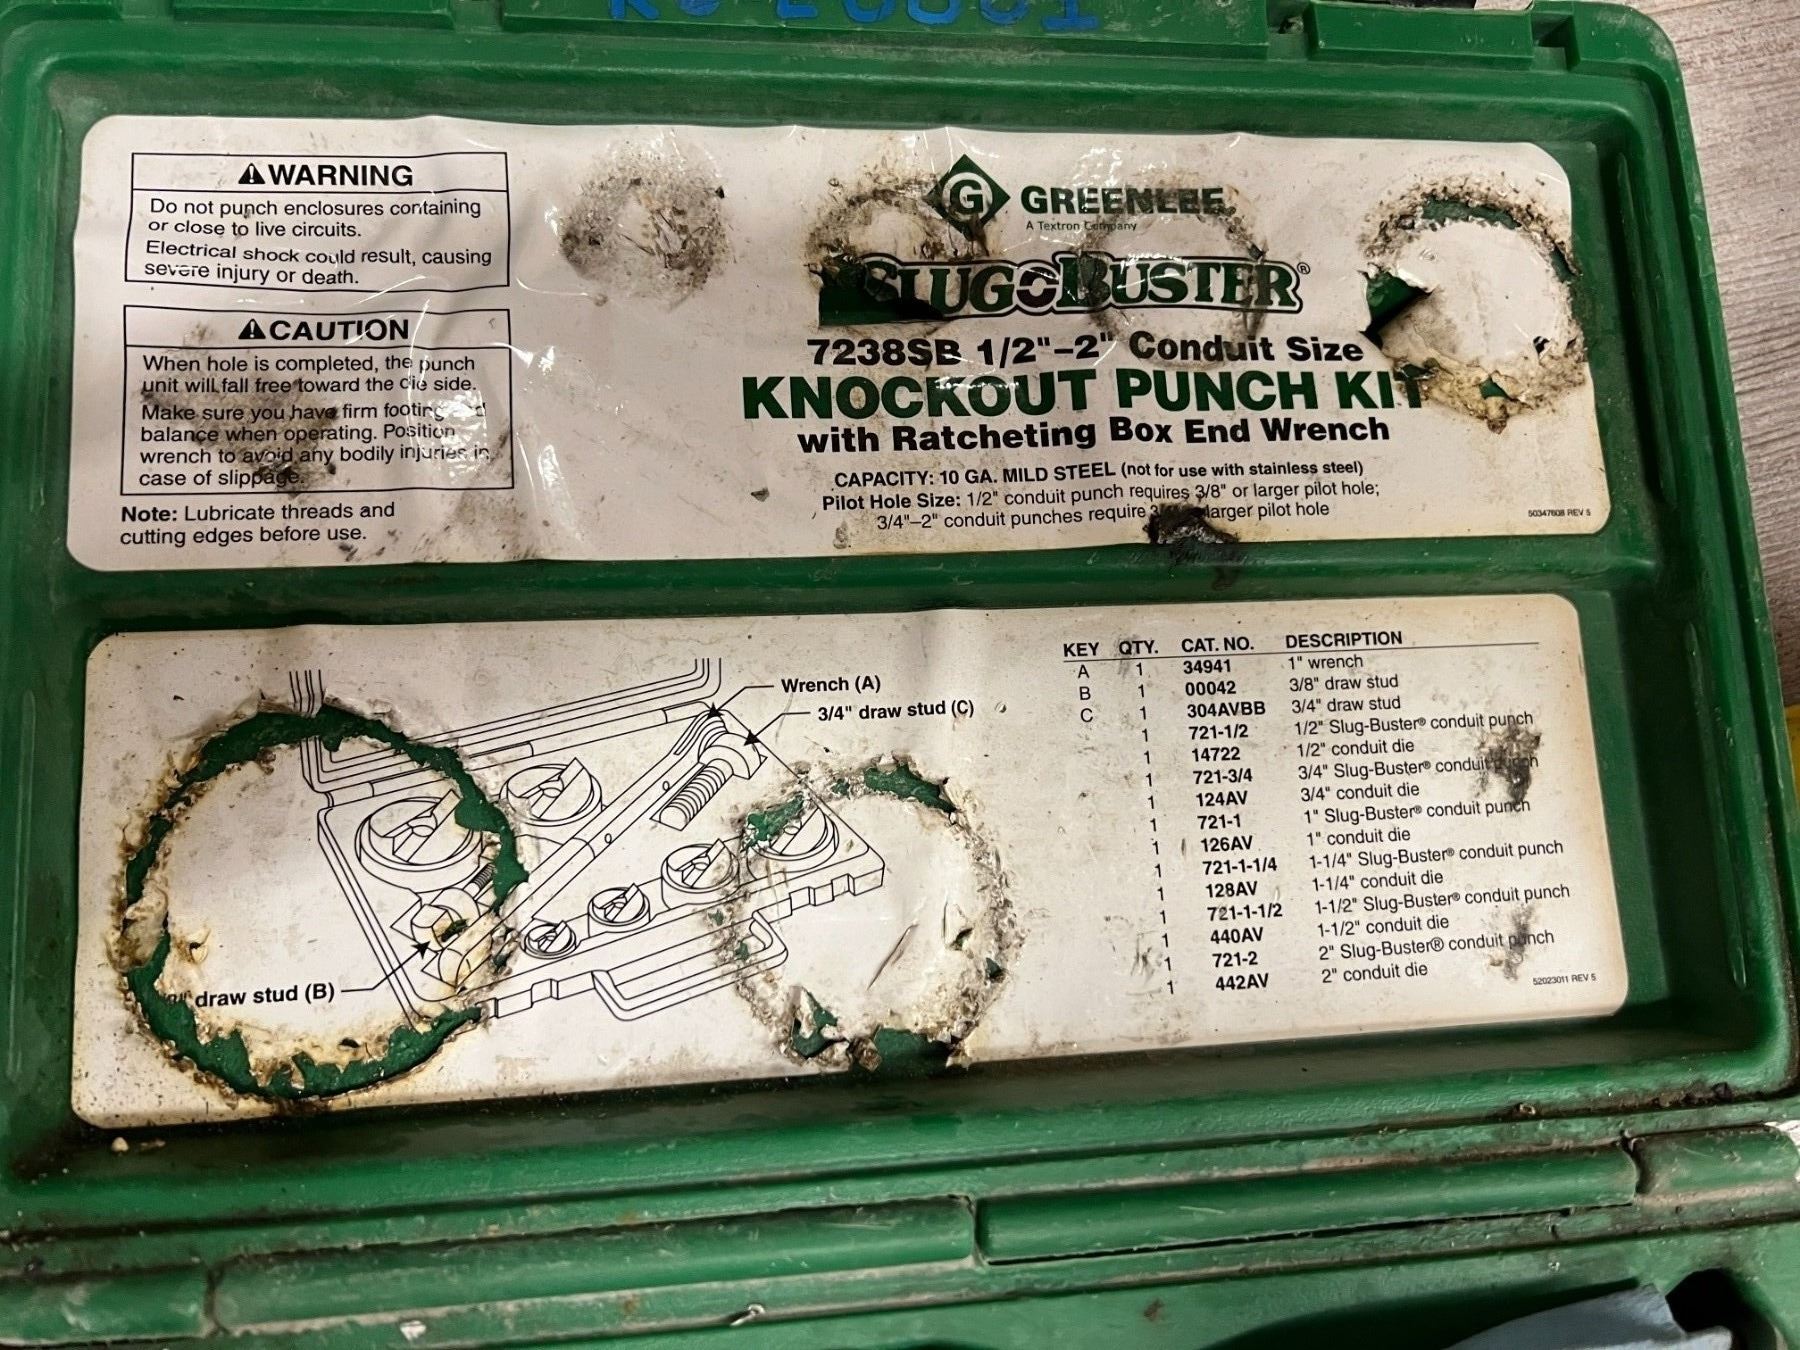 WARNING
Do not punch enclosures containing
or close to live circuits.
Electrical shock could result, causing
severe injury or death.
CAUTION
When hole is completed, the punch
unit will fall free toward the die side.
Make sure you have firm footing
balance when operating. Position
wrench to avoid any bodily injuries in
case of slippage.
Note: Lubricate threads and
cutting edges before use.
G GREENLEE
A Textron Company
SLUG-BUSTER®
7238SB 1/2"–2" Conduit Size
KNOCKOUT PUNCH KIT
with Ratcheting Box End Wrench
CAPACITY: 10 GA. MILD STEEL (not for use with stainless steel)
Pilot Hole Size: 1/2" conduit punch requires 3/8" or larger pilot hole;
3/4"–2" conduit punches require larger pilot hole
50347608 REV 5
Wrench (A)
3/4" draw stud (C)
draw stud (B)
KEY QTY. CAT. NO. DESCRIPTION
A 1 34941 1" wrench
B 1 00042 3/8" draw stud
C 1 304AVBB 3/4" draw stud
1 721-1/2 1/2" Slug-Buster® conduit punch
1 14722 1/2" conduit die
1 721-3/4 3/4" Slug-Buster® conduit punch
1 124AV 3/4" conduit die
1 721-1 1" Slug-Buster® conduit punch
1 126AV 1" conduit die
1 721-1-1/4 1-1/4" Slug-Buster® conduit punch
1 128AV 1-1/4" conduit die
1 721-1-1/2 1-1/2" Slug-Buster® conduit punch
1 440AV 1-1/2" conduit die
1 721-2 2" Slug-Buster® conduit punch
1 442AV 2" conduit die
52023011 REV 5